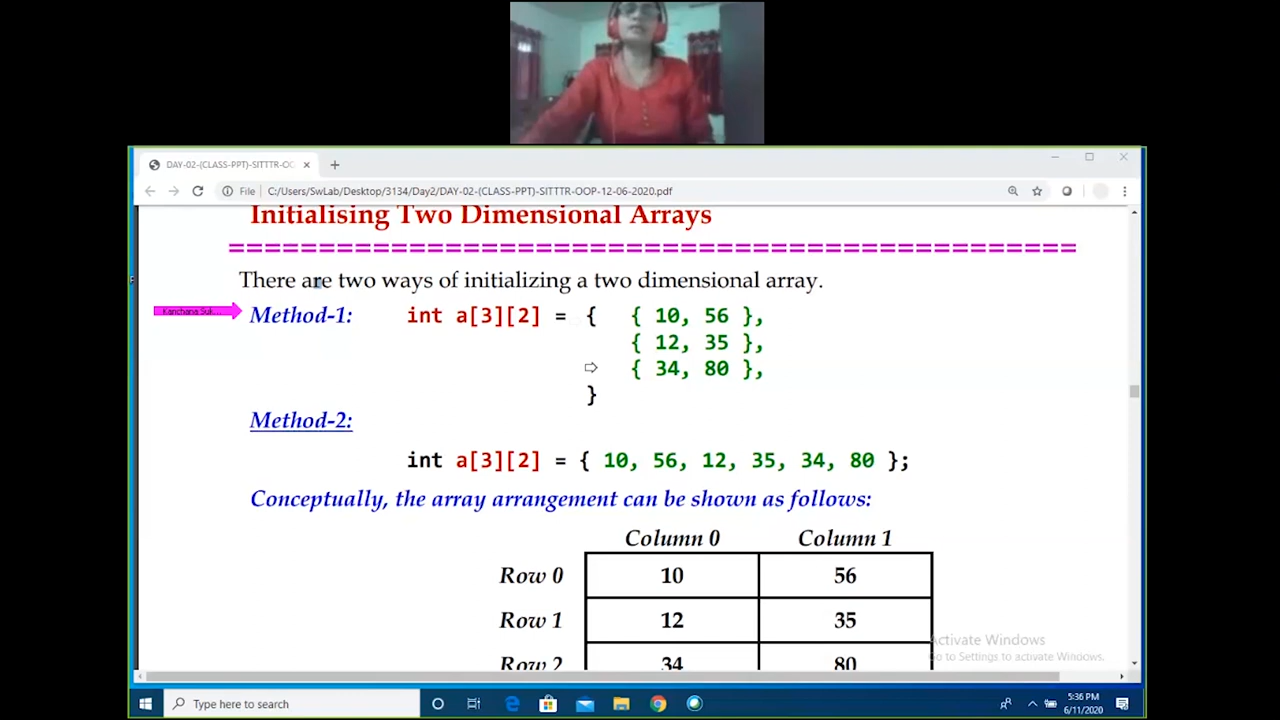 DAY-02-(CLASS-PPT)-SITTTR-OO
File C:/Users/SwLab/Desktop/3134/Day2/DAY-02-(CLASS-PPT)-SITTTR-OOP-12-06-2020.pdf
Initialising Two Dimensional Arrays
==============================================
There are two ways of initializing a two dimensional array.
Kanchana Suk...
Method-1: int a[3][2] = { { 10, 56 },
{ 12, 35 },
{ 34, 80 },
}
Method-2:
int a[3][2] = { 10, 56, 12, 35, 34, 80 };
Conceptually, the array arrangement can be shown as follows:
Column 0 Column 1
Row 0 10 56
Row 1 12 35
Row 2 34 80
Activate Windows
Go to Settings to activate Windows.
Type here to search
5:36 PM
6/11/2020